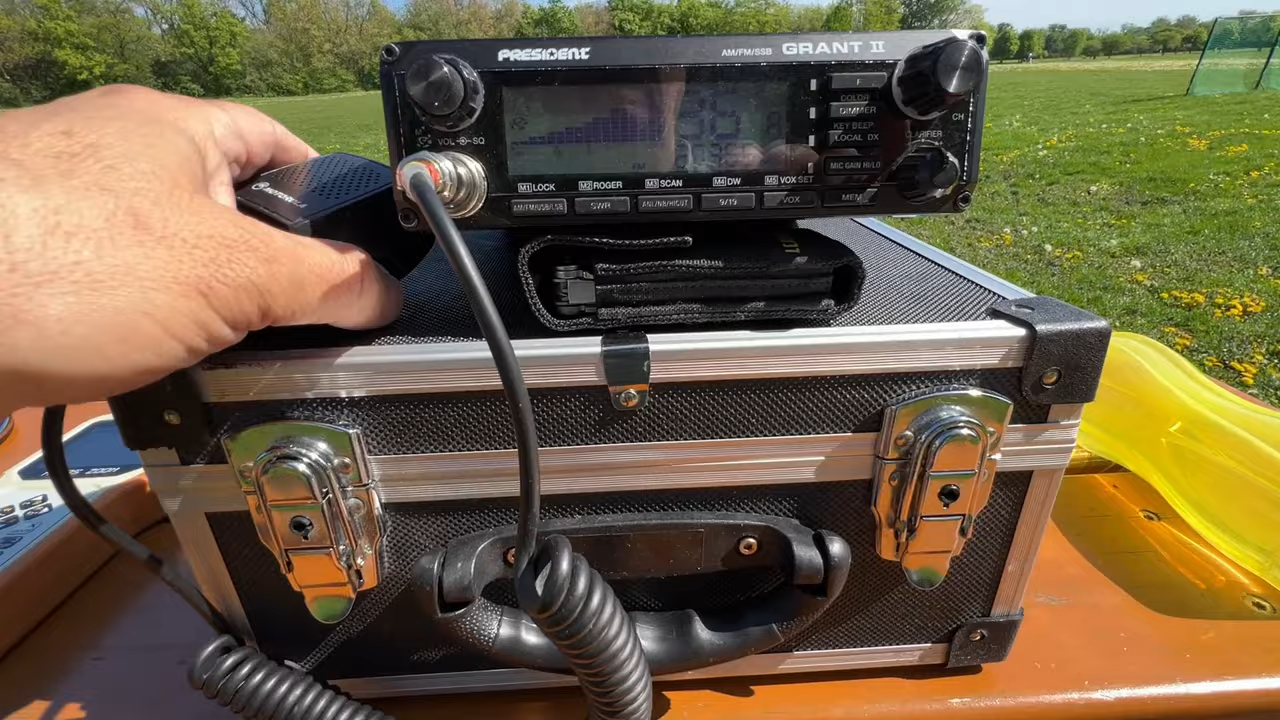 PRESIDENT
AM/FM/SSB GRANT II
F
COLOR
DIMMER
KEY BEEP
LOCAL DX
MIC GAIN HI/LO
MEM
CH
CLARIFIER
VOL SQ
M1 LOCK
M2 ROGER
M3 SCAN
M4 DW
M5 VOX SET
AM/FM/USB/LSB
SWR
ANL/NB/HICUT
9/19
VOX
FM